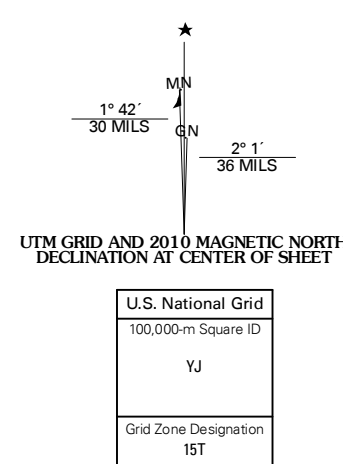 ★
MN
1° 42´
30 MILS
GN
2° 1´
36 MILS
UTM GRID AND 2010 MAGNETIC NORTH
DECLINATION AT CENTER OF SHEET
U.S. National Grid
100,000-m Square ID
YJ
Grid Zone Designation
15T